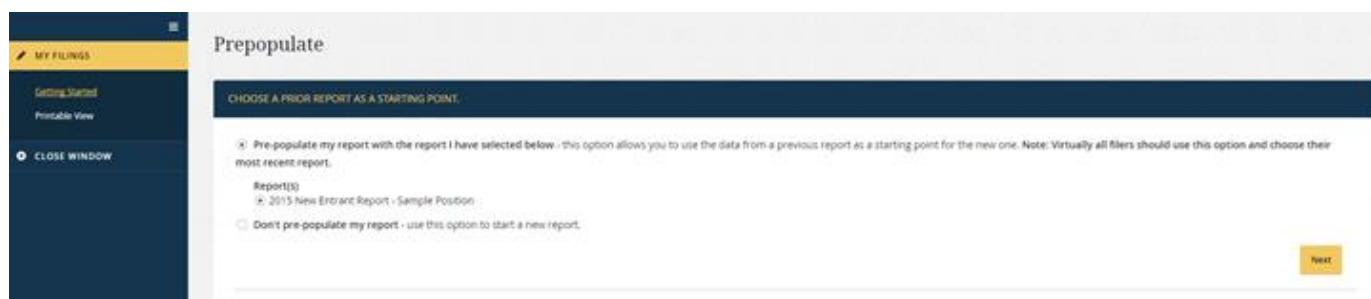 MY FILINGS
Getting Started
Printable View
CLOSE WINDOW
Prepopulate
CHOOSE A PRIOR REPORT AS A STARTING POINT.
Pre-populate my report with the report I have selected below - this option allows you to use the data from a previous report as a starting point for the new one. Note: Virtually all filers should use this option and choose their
most recent report.
Report(s)
2015 New Entrant Report - Sample Position
Don't pre-populate my report - use this option to start a new report.
Next